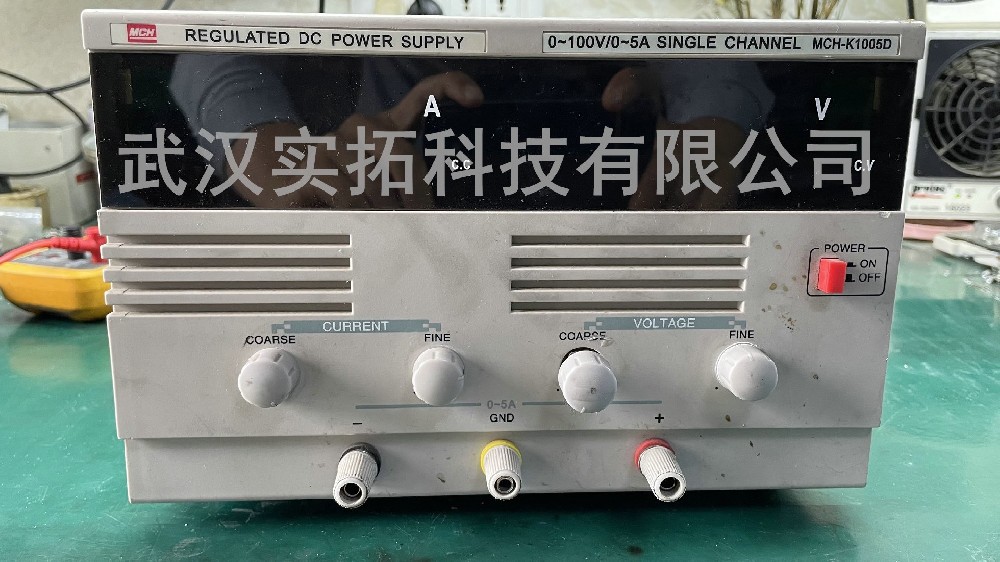 MCH REGULATED DC POWER SUPPLY 0~100V/0~5A SINGLE CHANNEL MCH-K1005D
A V
武汉实拓科技有限公司
C.C C.V
POWER
ON
OFF
CURRENT VOLTAGE
COARSE FINE COARSE FINE
0~5A
− GND +